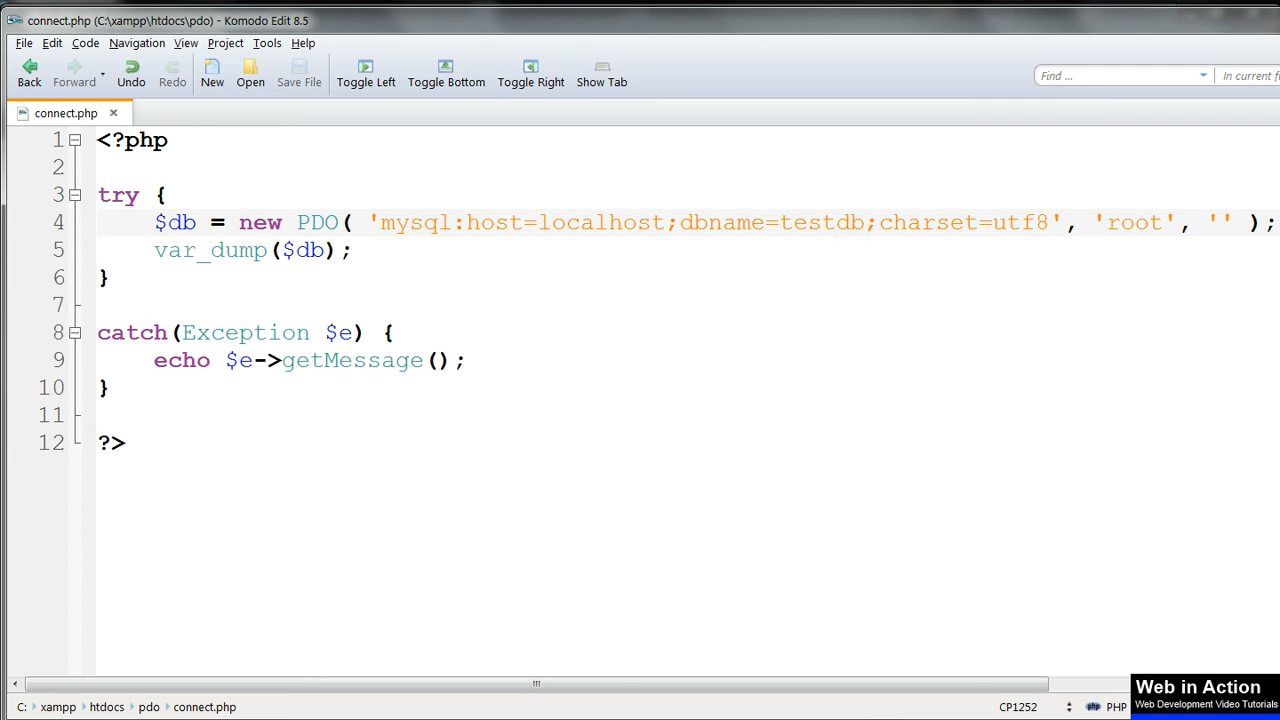 connect.php (C:\xampp\htdocs\pdo) - Komodo Edit 8.5
File Edit Code Navigation View Project Tools Help
Back Forward Undo Redo New Open Save File Toggle Left Toggle Bottom Toggle Right Show Tab Find ... In current f
connect.php
1 <?php
2
3 try {
4 $db = new PDO( 'mysql:host=localhost;dbname=testdb;charset=utf8', 'root', '' );
5 var_dump($db);
6 }
7
8 catch(Exception $e) {
9 echo $e->getMessage();
10 }
11
12 ?>
C: xampp htdocs pdo connect.php CP1252 php PHP
Web in Action
Web Development Video Tutorials